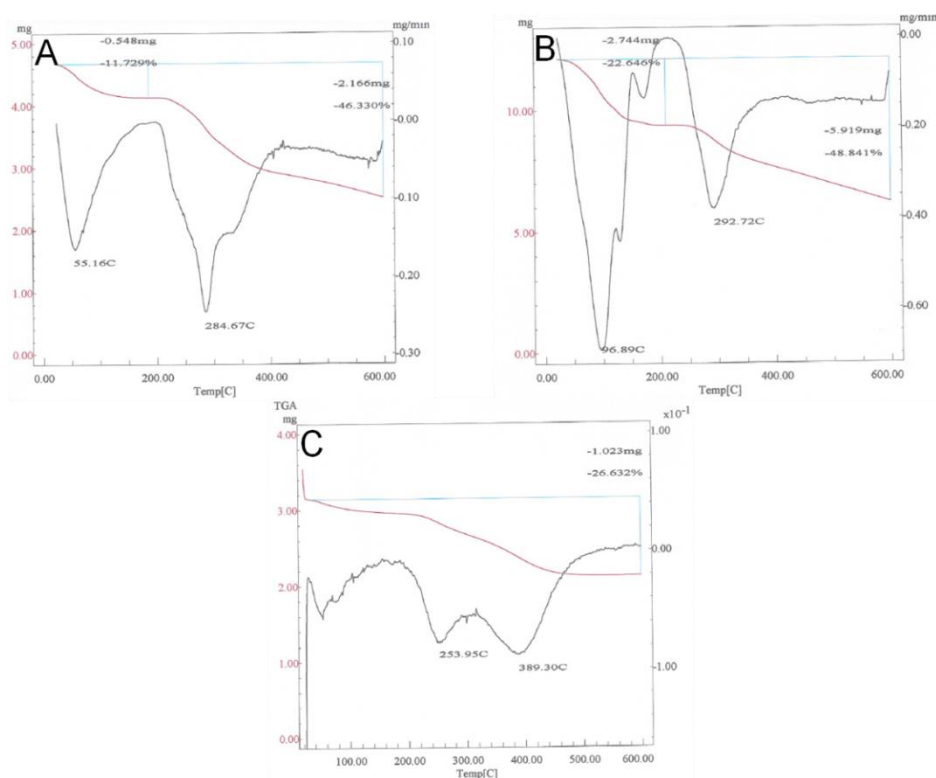 A
mg
mg/min
5.00
4.00
3.00
2.00
1.00
0.00
-0.548mg
-11.729%
-2.166mg
-46.330%
0.10
-0.00
-0.10
-0.20
-0.30
55.16C
284.67C
0.00
200.00
400.00
600.00
Temp[C]
B
mg
mg/min
10.00
5.00
0.00
-2.744mg
-22.646%
-5.919mg
-48.841%
0.00
-0.20
-0.40
-0.60
96.89C
292.72C
0.00
200.00
400.00
600.00
Temp[C]
C
TGA
mg
x10-1
4.00
3.00
2.00
1.00
0.00
-1.023mg
-26.632%
1.00
0.00
-1.00
253.95C
389.30C
100.00
200.00
300.00
400.00
500.00
600.00
Temp[C]